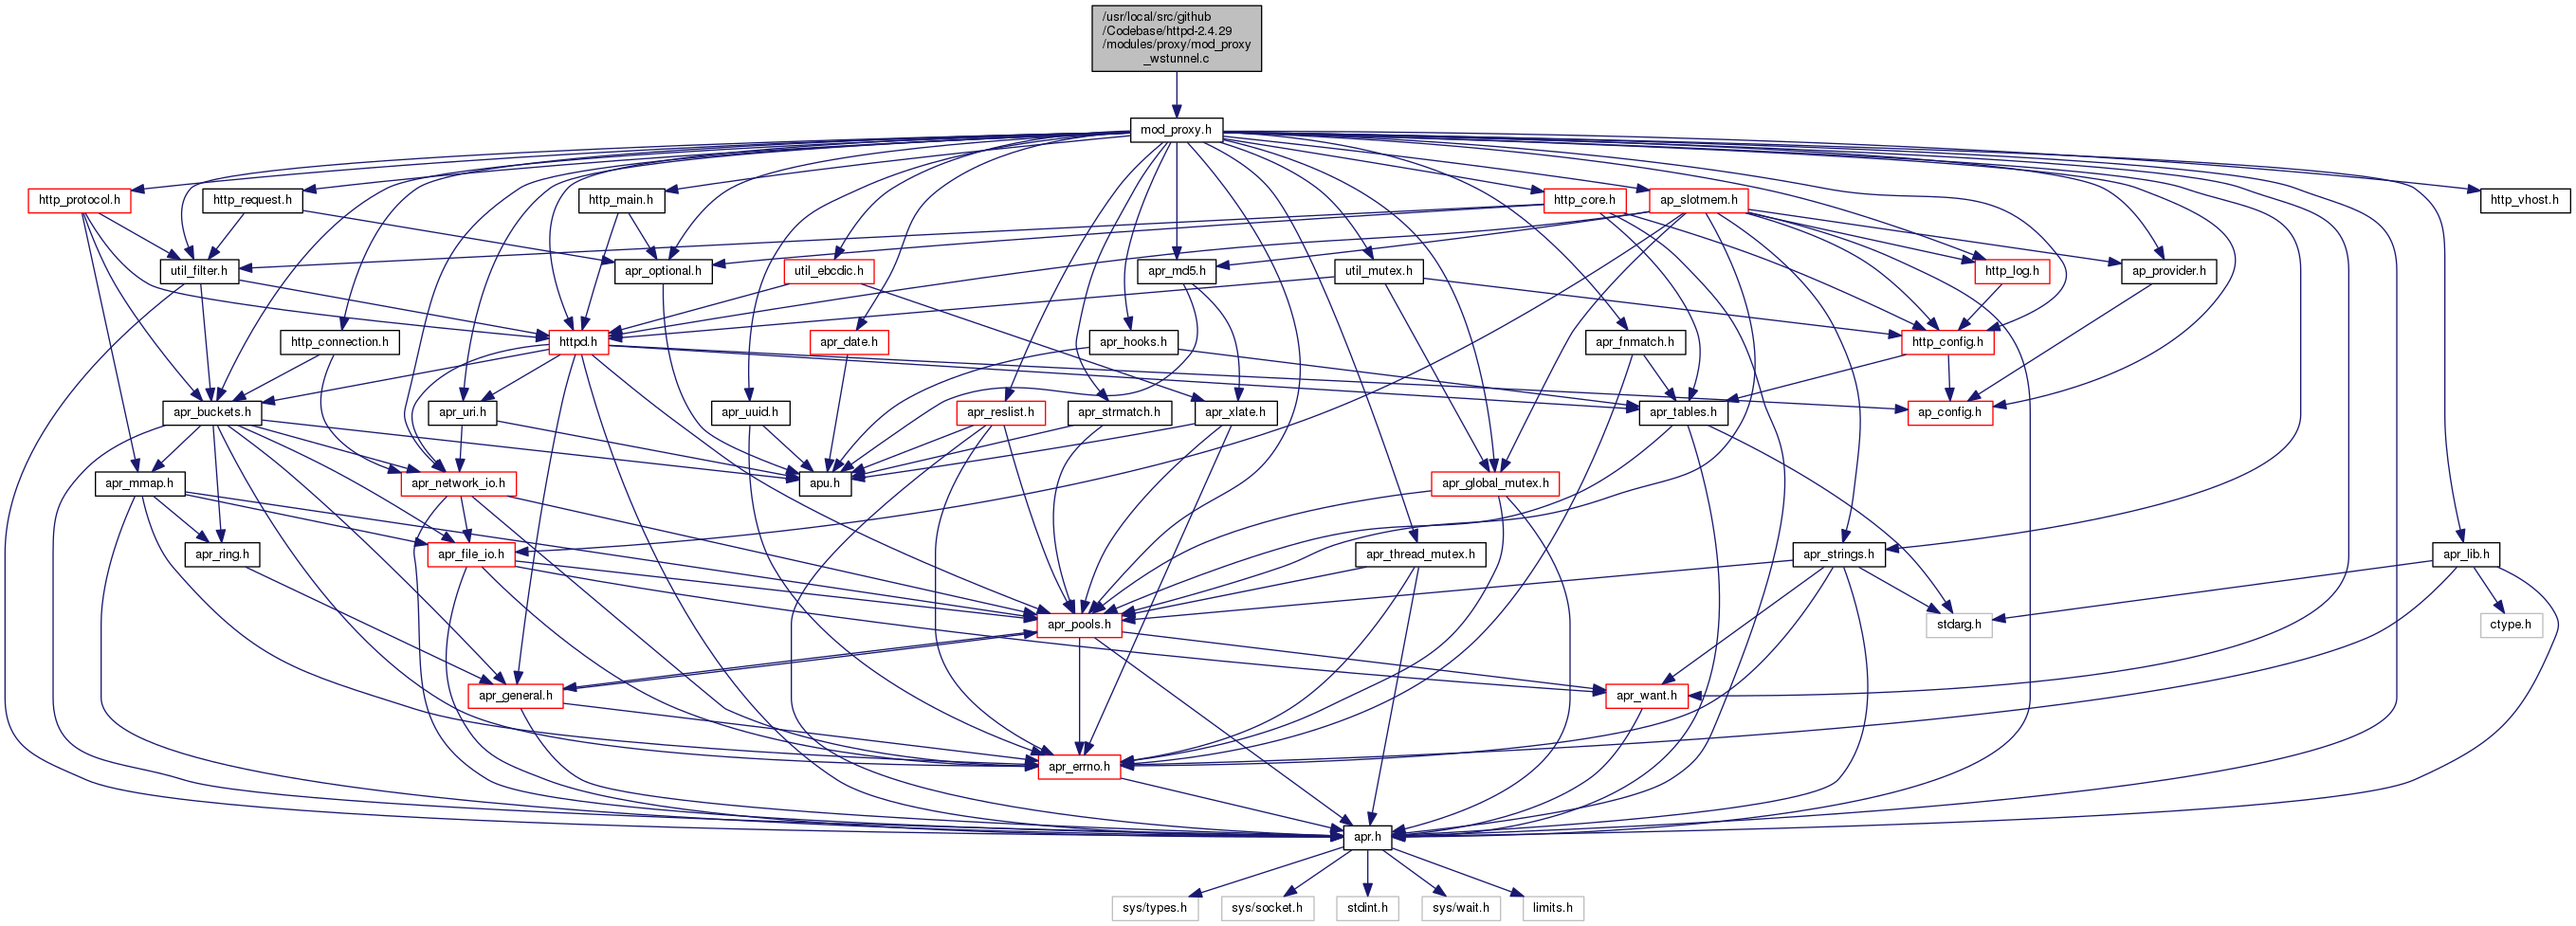 /usr/local/src/github
/Codebase/httpd-2.4.29
/modules/proxy/mod_proxy
_wstunnel.c
mod_proxy.h
http_protocol.h
http_request.h
http_main.h
http_core.h
ap_slotmem.h
http_vhost.h
util_filter.h
apr_optional.h
util_ebcdic.h
apr_md5.h
util_mutex.h
http_log.h
ap_provider.h
http_connection.h
httpd.h
apr_date.h
apr_hooks.h
apr_fnmatch.h
http_config.h
apr_buckets.h
apr_uri.h
apr_uuid.h
apr_reslist.h
apr_strmatch.h
apr_xlate.h
apr_tables.h
ap_config.h
apr_mmap.h
apr_network_io.h
apu.h
apr_global_mutex.h
apr_ring.h
apr_file_io.h
apr_thread_mutex.h
apr_strings.h
apr_lib.h
apr_pools.h
stdarg.h
ctype.h
apr_general.h
apr_want.h
apr_errno.h
apr.h
sys/types.h
sys/socket.h
stdint.h
sys/wait.h
limits.h